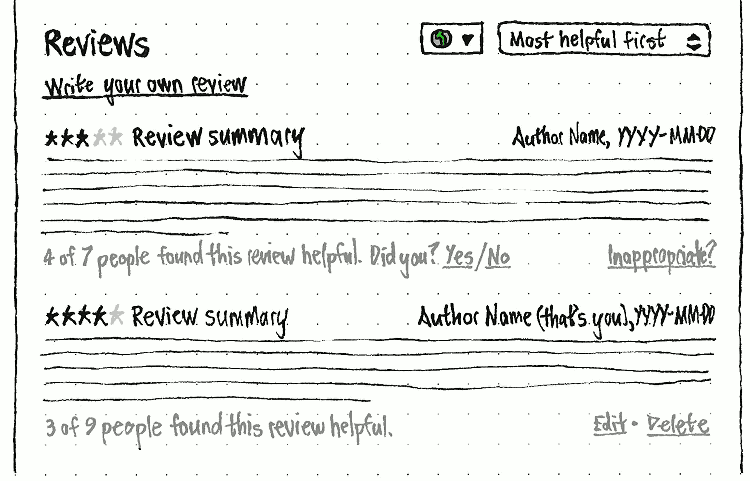 Reviews
Most helpful first
Write your own review
Review summary
Author Name, YYYY-MM-DD
4 of 7 people found this review helpful. Did you? Yes/No
Inappropriate?
Review summary
Author Name (that's you), YYYY-MM-DD
3 of 9 people found this review helpful.
Edit • Delete